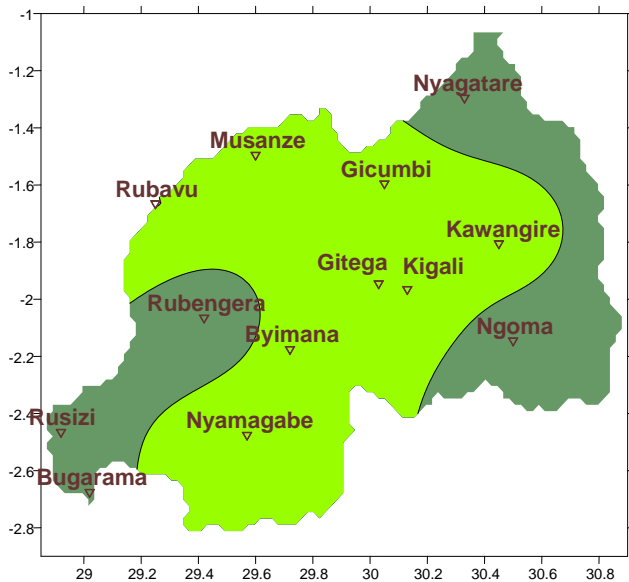 -1
-1.2
Nyagatare
-1.4
Musanze
Gicumbi
-1.6
Rubavu
Kawangire
-1.8
Gitega Kigali
-2
Rubengera
Ngoma
Byimana
-2.2
-2.4
Rusizi
Nyamagabe
-2.6
Bugarama
-2.8
29 29.2 29.4 29.6 29.8 30 30.2 30.4 30.6 30.8